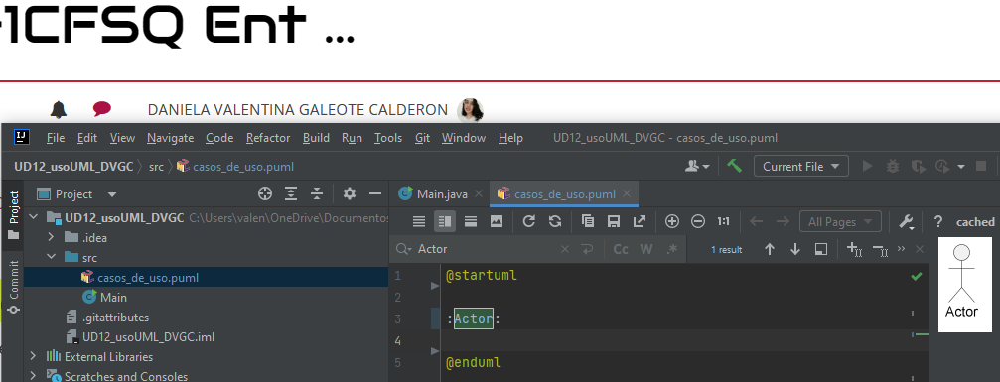 -1CFSQ Ent ...
DANIELA VALENTINA GALEOTE CALDERON
IJ File Edit View Navigate Code Refactor Build Run Tools Git Window Help UD12_usoUML_DVGC - casos_de_uso.puml
UD12_usoUML_DVGC src casos_de_uso.puml Current File
Project Main.java casos_de_uso.puml
Project
Commit
UD12_usoUML_DVGC C:\Users\valen\OneDrive\Documentos
.idea
src
casos_de_uso.puml
Main
.gitattributes
UD12_usoUML_DVGC.iml
External Libraries
Scratches and Consoles
1:1 All Pages ? cached
Actor Cc W .* 1 result
1 @startuml
2
3 :Actor:
4
5 @enduml
Actor